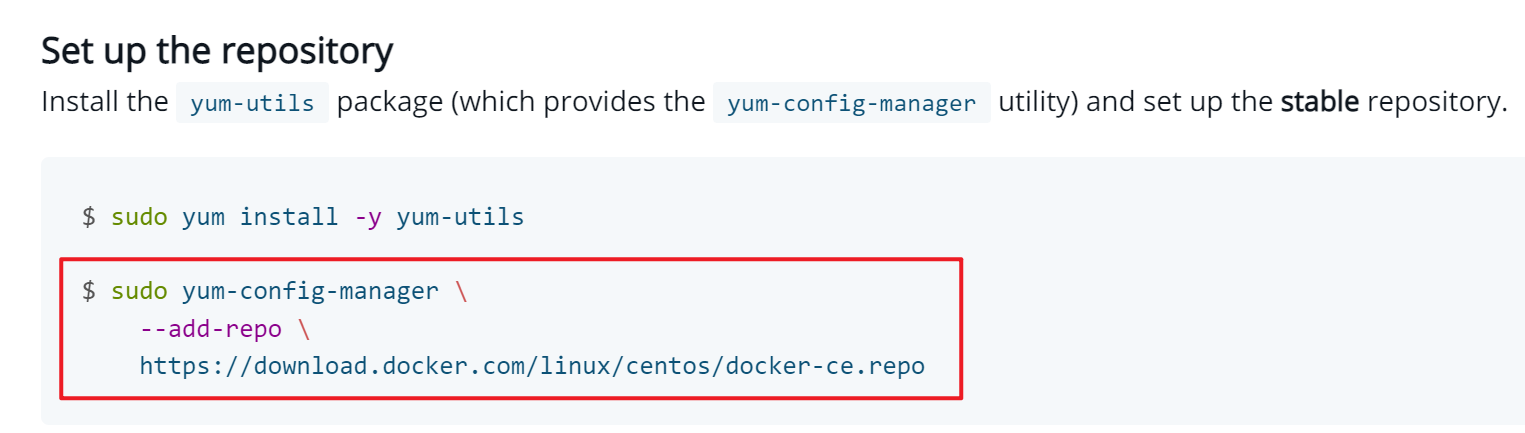 Set up the repository
Install the yum-utils package (which provides the yum-config-manager utility) and set up the stable repository.
$ sudo yum install -y yum-utils
$ sudo yum-config-manager \
--add-repo \
https://download.docker.com/linux/centos/docker-ce.repo